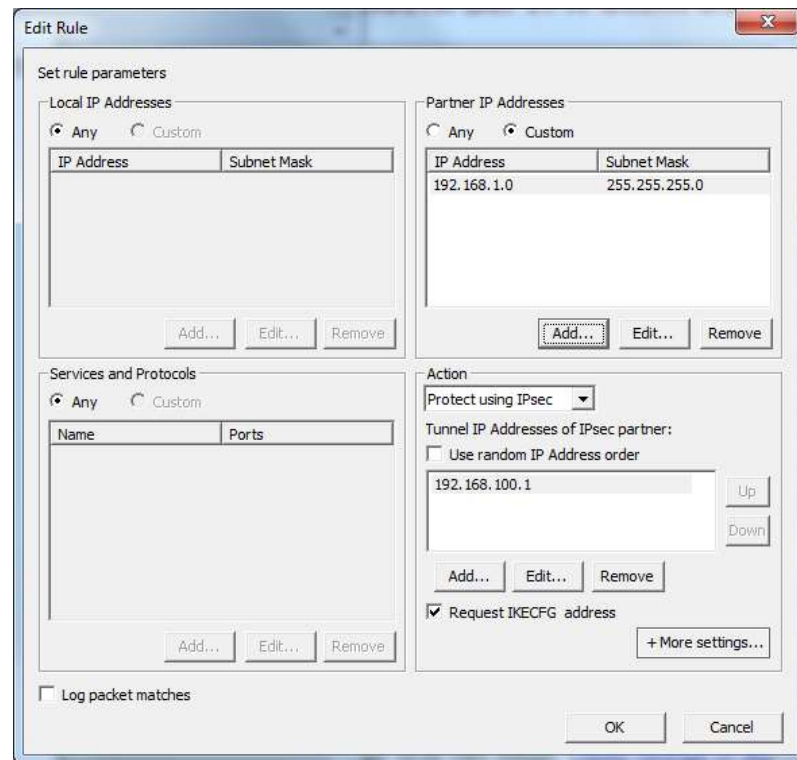 Edit Rule
Set rule parameters
Local IP Addresses
Any Custom
IP Address Subnet Mask
Add... Edit... Remove
Partner IP Addresses
Any Custom
IP Address Subnet Mask
192.168.1.0 255.255.255.0
Add... Edit... Remove
Services and Protocols
Any Custom
Name Ports
Add... Edit... Remove
Action
Protect using IPsec
Tunnel IP Addresses of IPsec partner:
Use random IP Address order
192.168.100.1
Up
Down
Add... Edit... Remove
Request IKECFG address
+More settings...
Log packet matches
OK Cancel